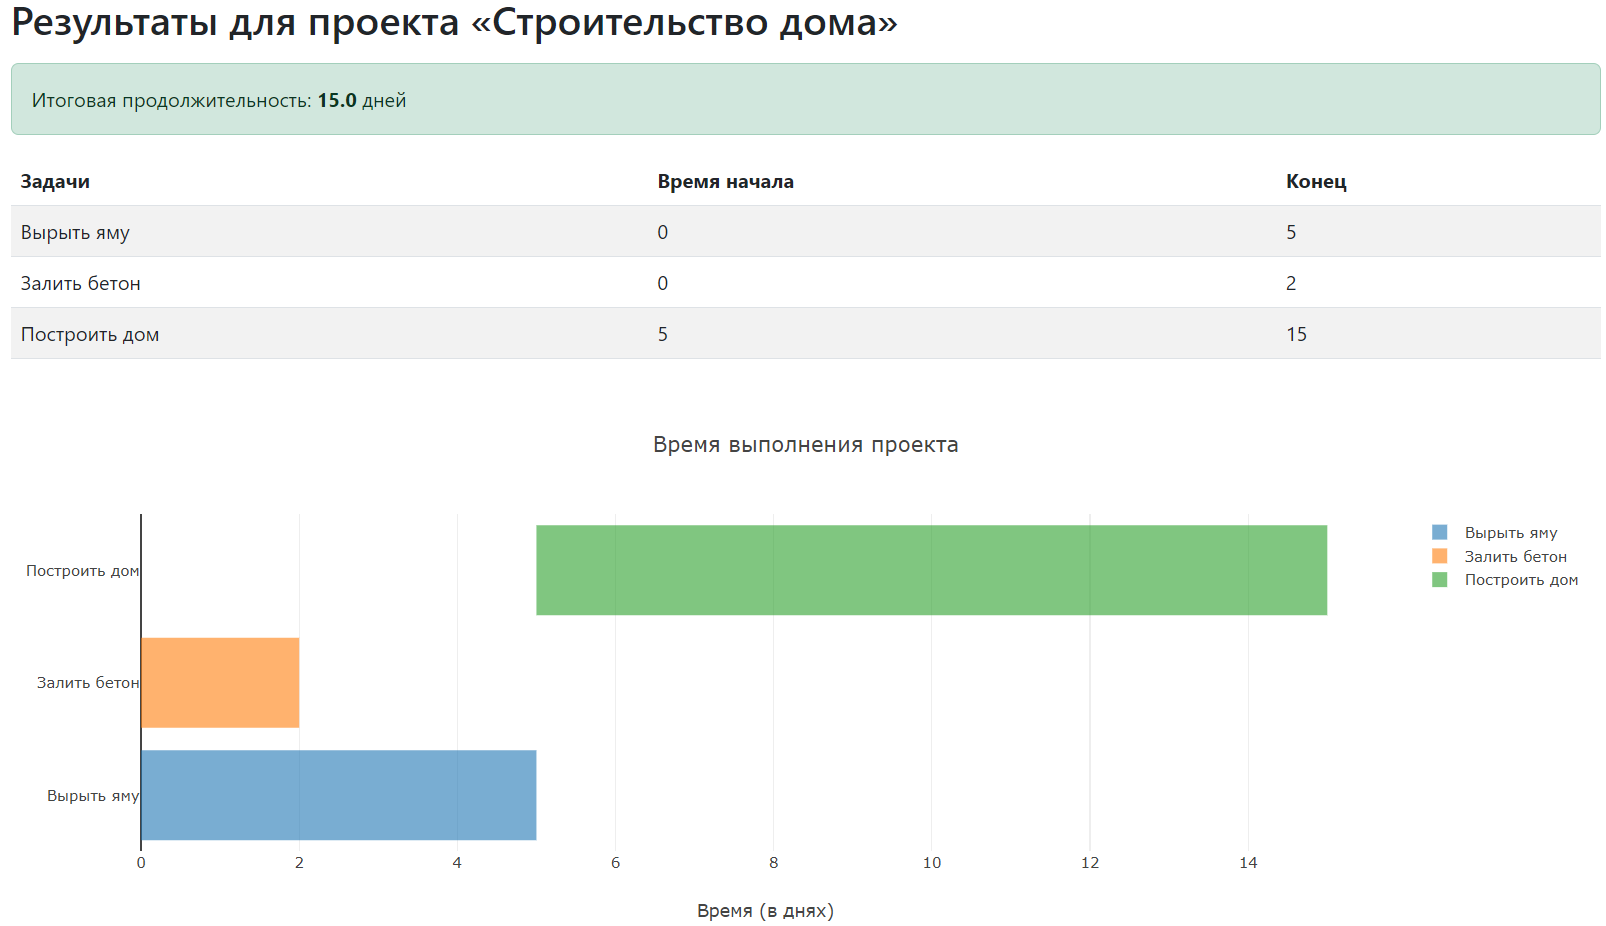 Результаты для проекта «Строительство дома»
Итоговая продолжительность: 15.0 дней
Задачи Время начала Конец
Вырыть яму 0 5
Залить бетон 0 2
Построить дом 5 15
Время выполнения проекта
Построить дом
Залить бетон
Вырыть яму
0 2 4 6 8 10 12 14
Время (в днях)
Вырыть яму
Залить бетон
Построить дом